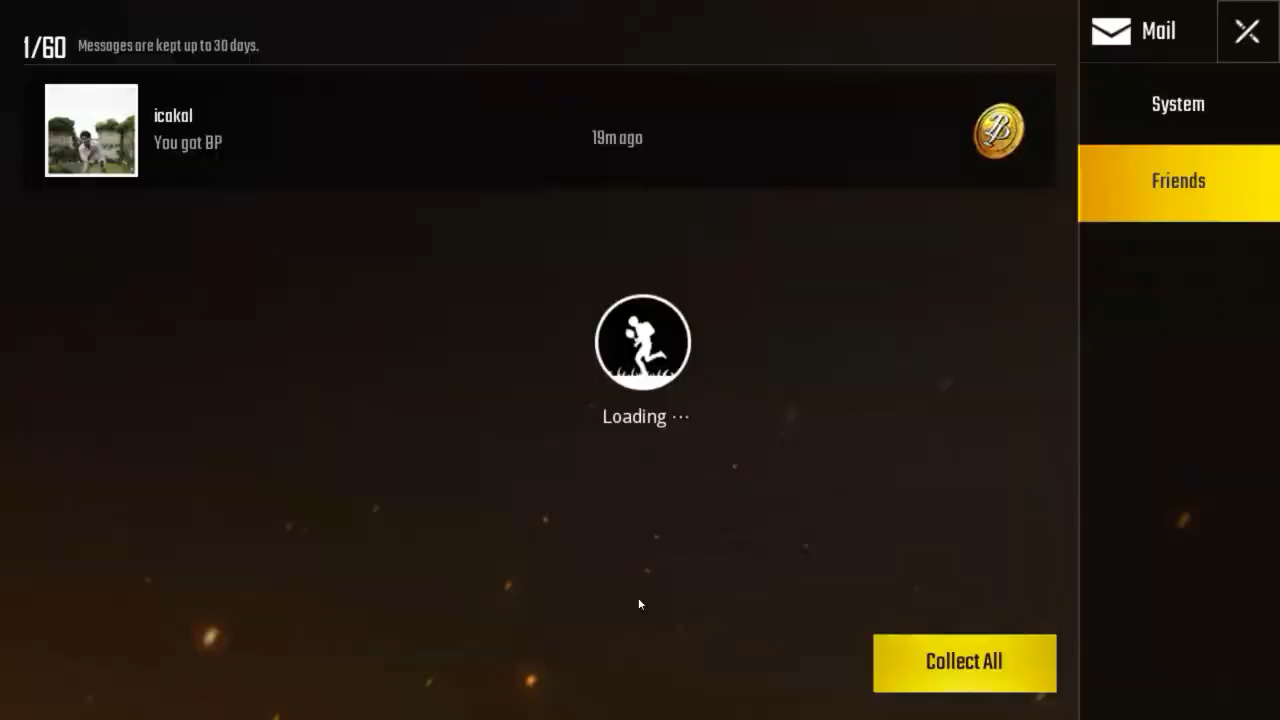 1/60 Messages are kept up to 30 days.
Mail
System
Friends
icakal
You got BP
19m ago
Loading ···
Collect All